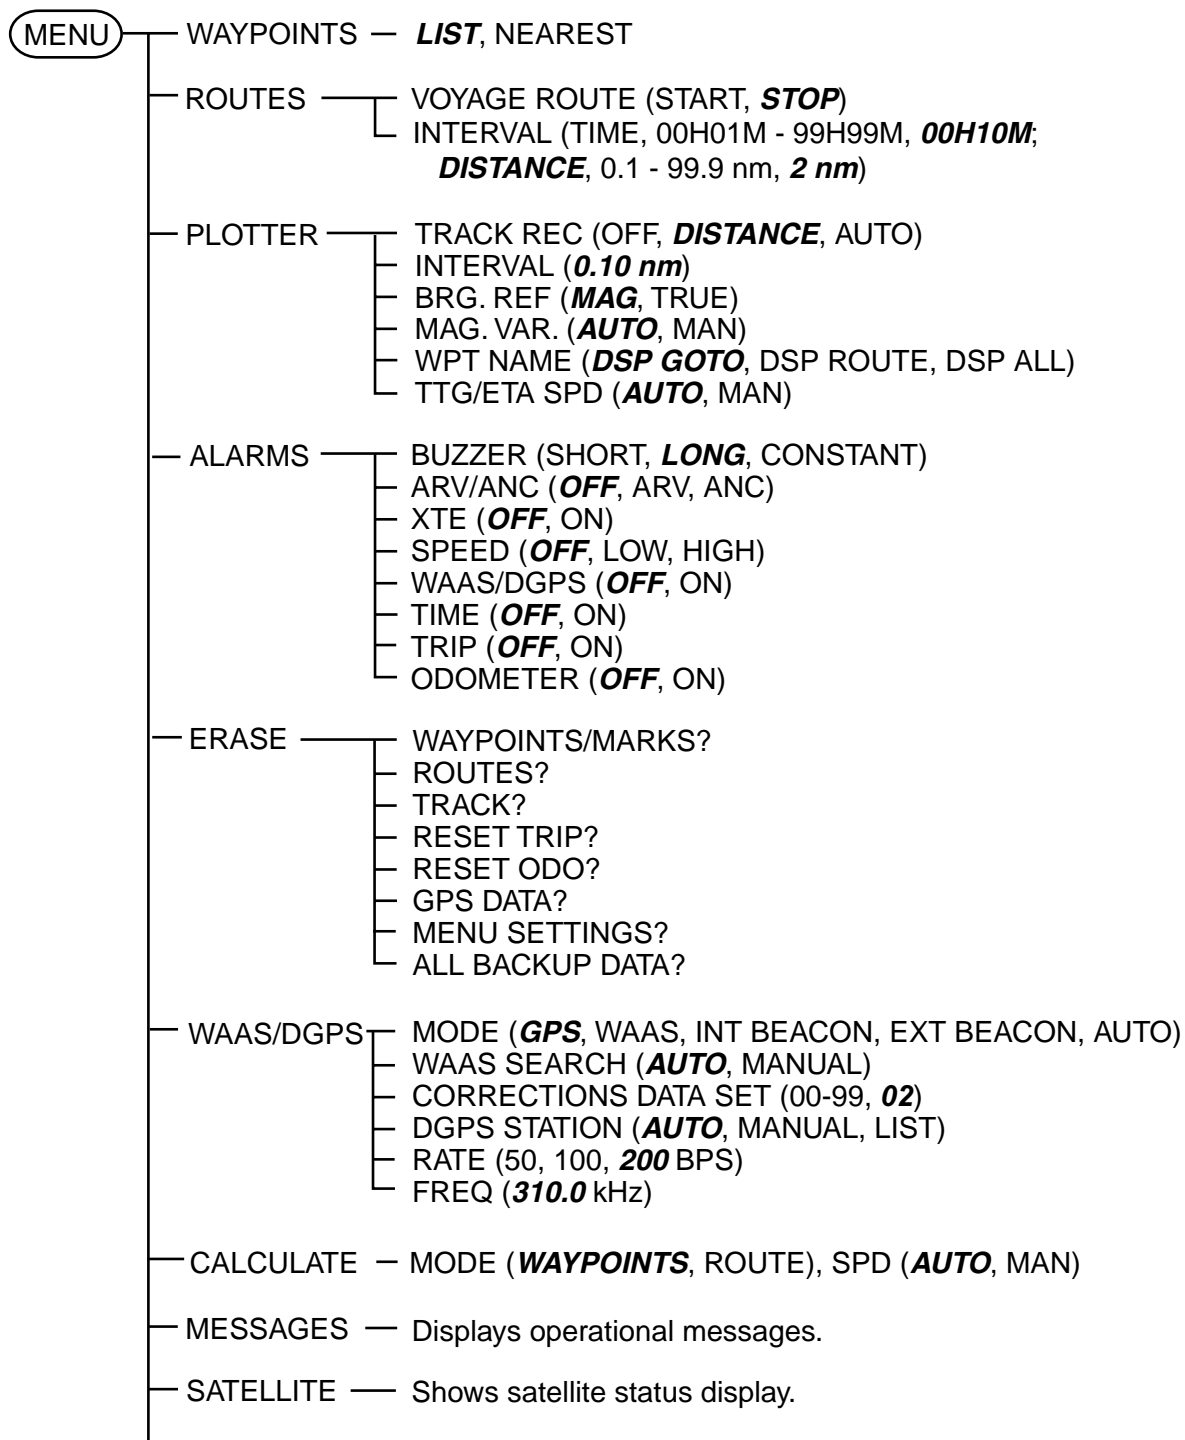 MENU WAYPOINTS LIST, NEAREST
ROUTES VOYAGE ROUTE (START, STOP)
INTERVAL (TIME, 00H01M - 99H99M, 00H10M;
DISTANCE, 0.1 - 99.9 nm, 2 nm)
PLOTTER TRACK REC (OFF, DISTANCE, AUTO)
INTERVAL (0.10 nm)
BRG. REF (MAG, TRUE)
MAG. VAR. (AUTO, MAN)
WPT NAME (DSP GOTO, DSP ROUTE, DSP ALL)
TTG/ETA SPD (AUTO, MAN)
ALARMS BUZZER (SHORT, LONG, CONSTANT)
ARV/ANC (OFF, ARV, ANC)
XTE (OFF, ON)
SPEED (OFF, LOW, HIGH)
WAAS/DGPS (OFF, ON)
TIME (OFF, ON)
TRIP (OFF, ON)
ODOMETER (OFF, ON)
ERASE WAYPOINTS/MARKS?
ROUTES?
TRACK?
RESET TRIP?
RESET ODO?
GPS DATA?
MENU SETTINGS?
ALL BACKUP DATA?
WAAS/DGPS MODE (GPS, WAAS, INT BEACON, EXT BEACON, AUTO)
WAAS SEARCH (AUTO, MANUAL)
CORRECTIONS DATA SET (00-99, 02)
DGPS STATION (AUTO, MANUAL, LIST)
RATE (50, 100, 200 BPS)
FREQ (310.0 kHz)
CALCULATE MODE (WAYPOINTS, ROUTE), SPD (AUTO, MAN)
MESSAGES Displays operational messages.
SATELLITE Shows satellite status display.